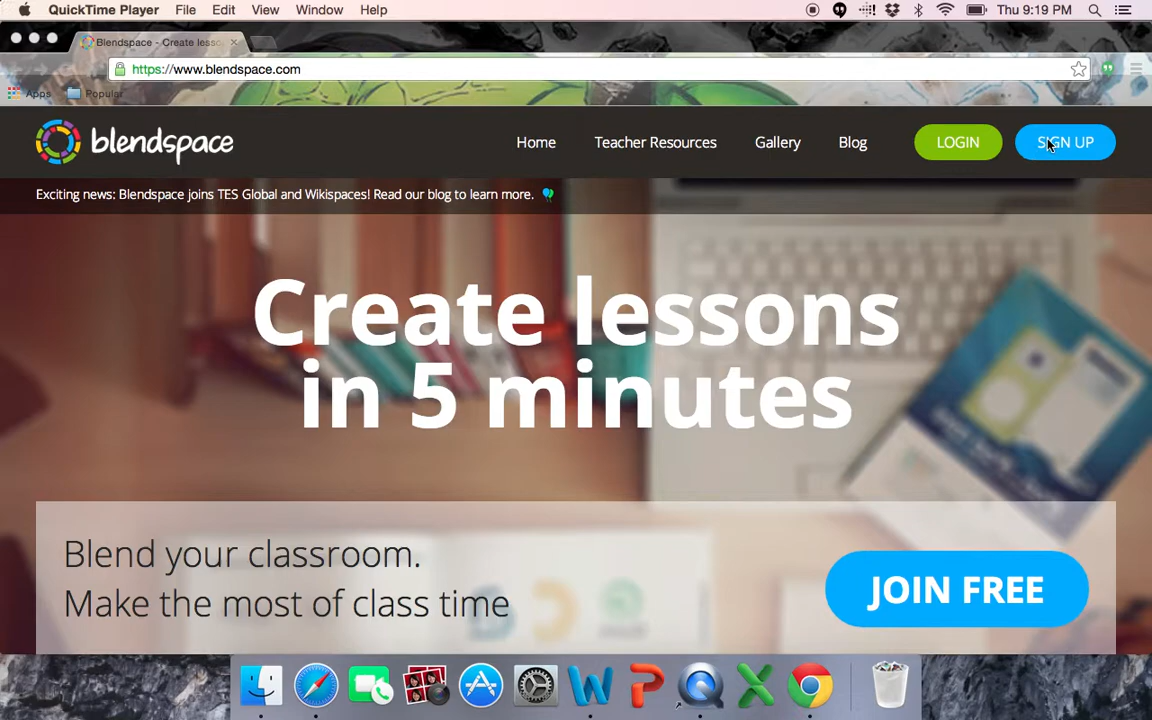 QuickTime Player File Edit View Window Help Thu 9:19 PM
Blendspace - Create lesso
https://www.blendspace.com
Apps Popular
blendspace Home Teacher Resources Gallery Blog LOGIN SIGN UP
Exciting news: Blendspace joins TES Global and Wikispaces! Read our blog to learn more.
Create lessons
in 5 minutes
Blend your classroom.
Make the most of class time
JOIN FREE